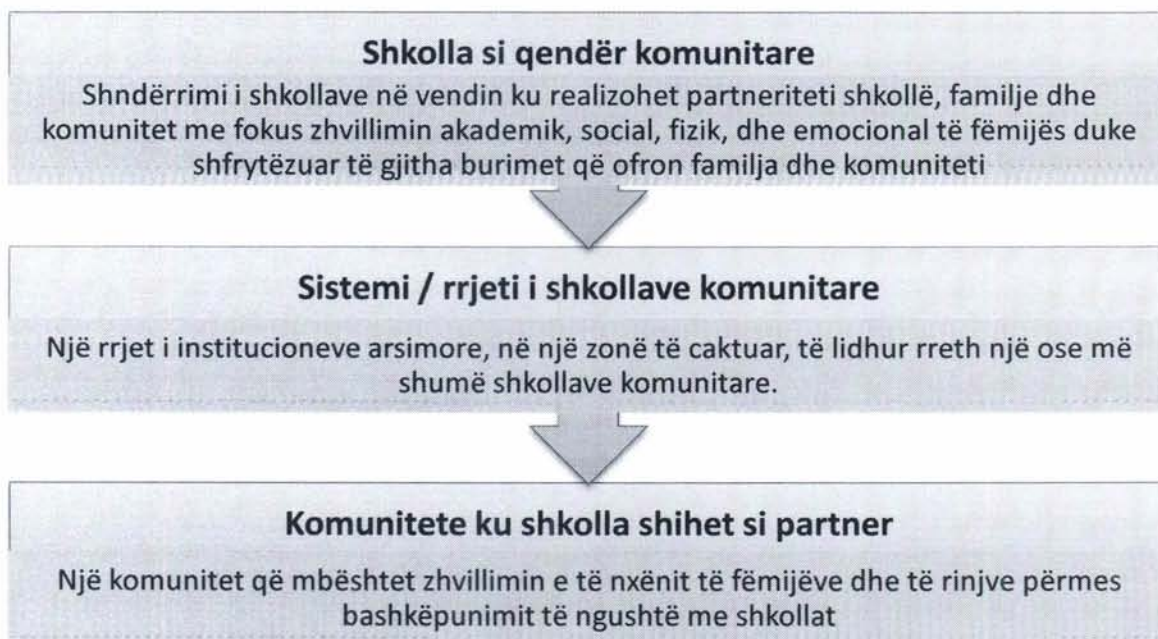 Shkolla si qendër komunitare
Shndërrimi i shkollave në vendin ku realizohet partneriteti shkollë, familje dhe
komunitet me fokus zhvillimin akademik, social, fizik, dhe emocional të fëmijës duke
shfrytëzuar të gjitha burimet që ofron familja dhe komuniteti
Sistemi / rrjeti i shkollave komunitare
Një rrjet i institucioneve arsimore, në një zonë të caktuar, të lidhur rreth një ose më
shumë shkollave komunitare.
Komunitete ku shkolla shihet si partner
Një komunitet që mbështet zhvillimin e të nxënit të fëmijëve dhe të rinjve përmes
bashkëpunimit të ngushtë me shkollat